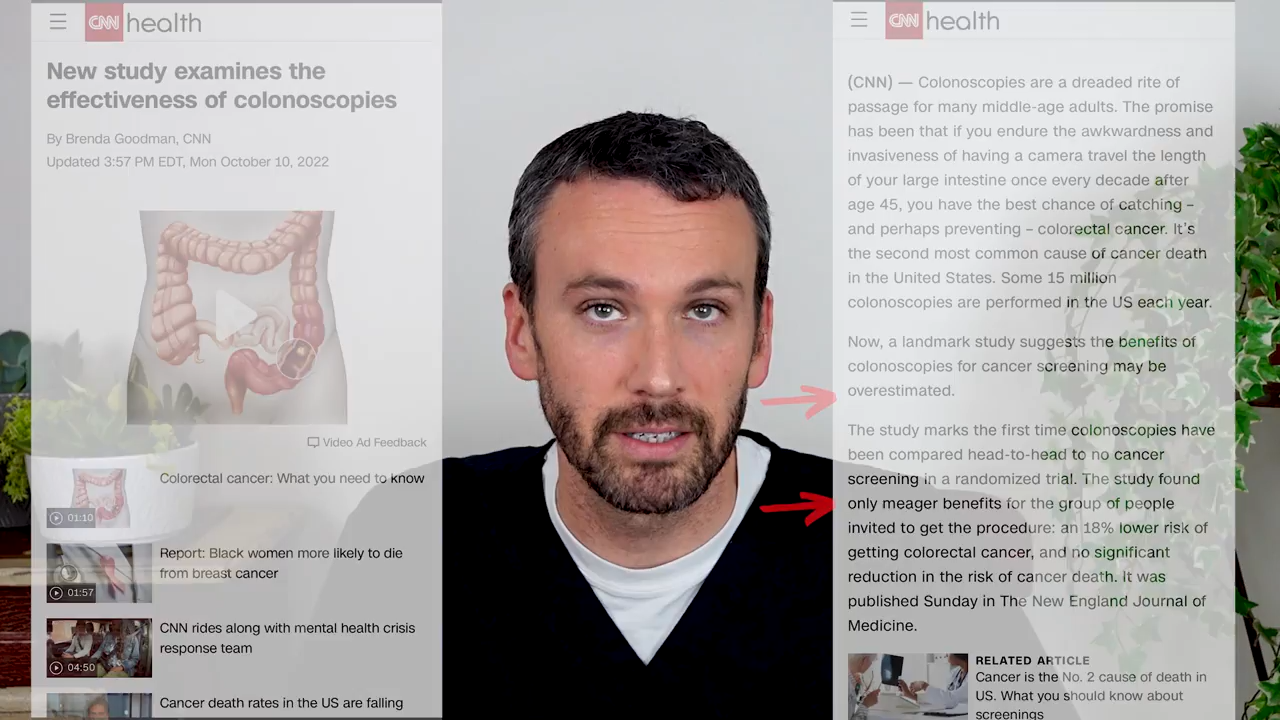 CNN health
New study examines the
effectiveness of colonoscopies
By Brenda Goodman, CNN
Updated 3:57 PM EDT, Mon October 10, 2022
Video Ad Feedback
Colorectal cancer: What you need to know
01:10
Report: Black women more likely to die
from breast cancer
01:57
CNN rides along with mental health crisis
response team
04:50
Cancer death rates in the US are falling
CNN health
(CNN) — Colonoscopies are a dreaded rite of
passage for many middle-age adults. The promise
has been that if you endure the awkwardness and
invasiveness of having a camera travel the length
of your large intestine once every decade after
age 45, you have the best chance of catching –
and perhaps preventing – colorectal cancer. It's
the second most common cause of cancer death
in the United States. Some 15 million
colonoscopies are performed in the US each year.
Now, a landmark study suggests the benefits of
colonoscopies for cancer screening may be
overestimated.
The study marks the first time colonoscopies have
been compared head-to-head to no cancer
screening in a randomized trial. The study found
only meager benefits for the group of people
invited to get the procedure: an 18% lower risk of
getting colorectal cancer, and no significant
reduction in the risk of cancer death. It was
published Sunday in The New England Journal of
Medicine.
RELATED ARTICLE
Cancer is the No. 2 cause of death in
US. What you should know about
screenings